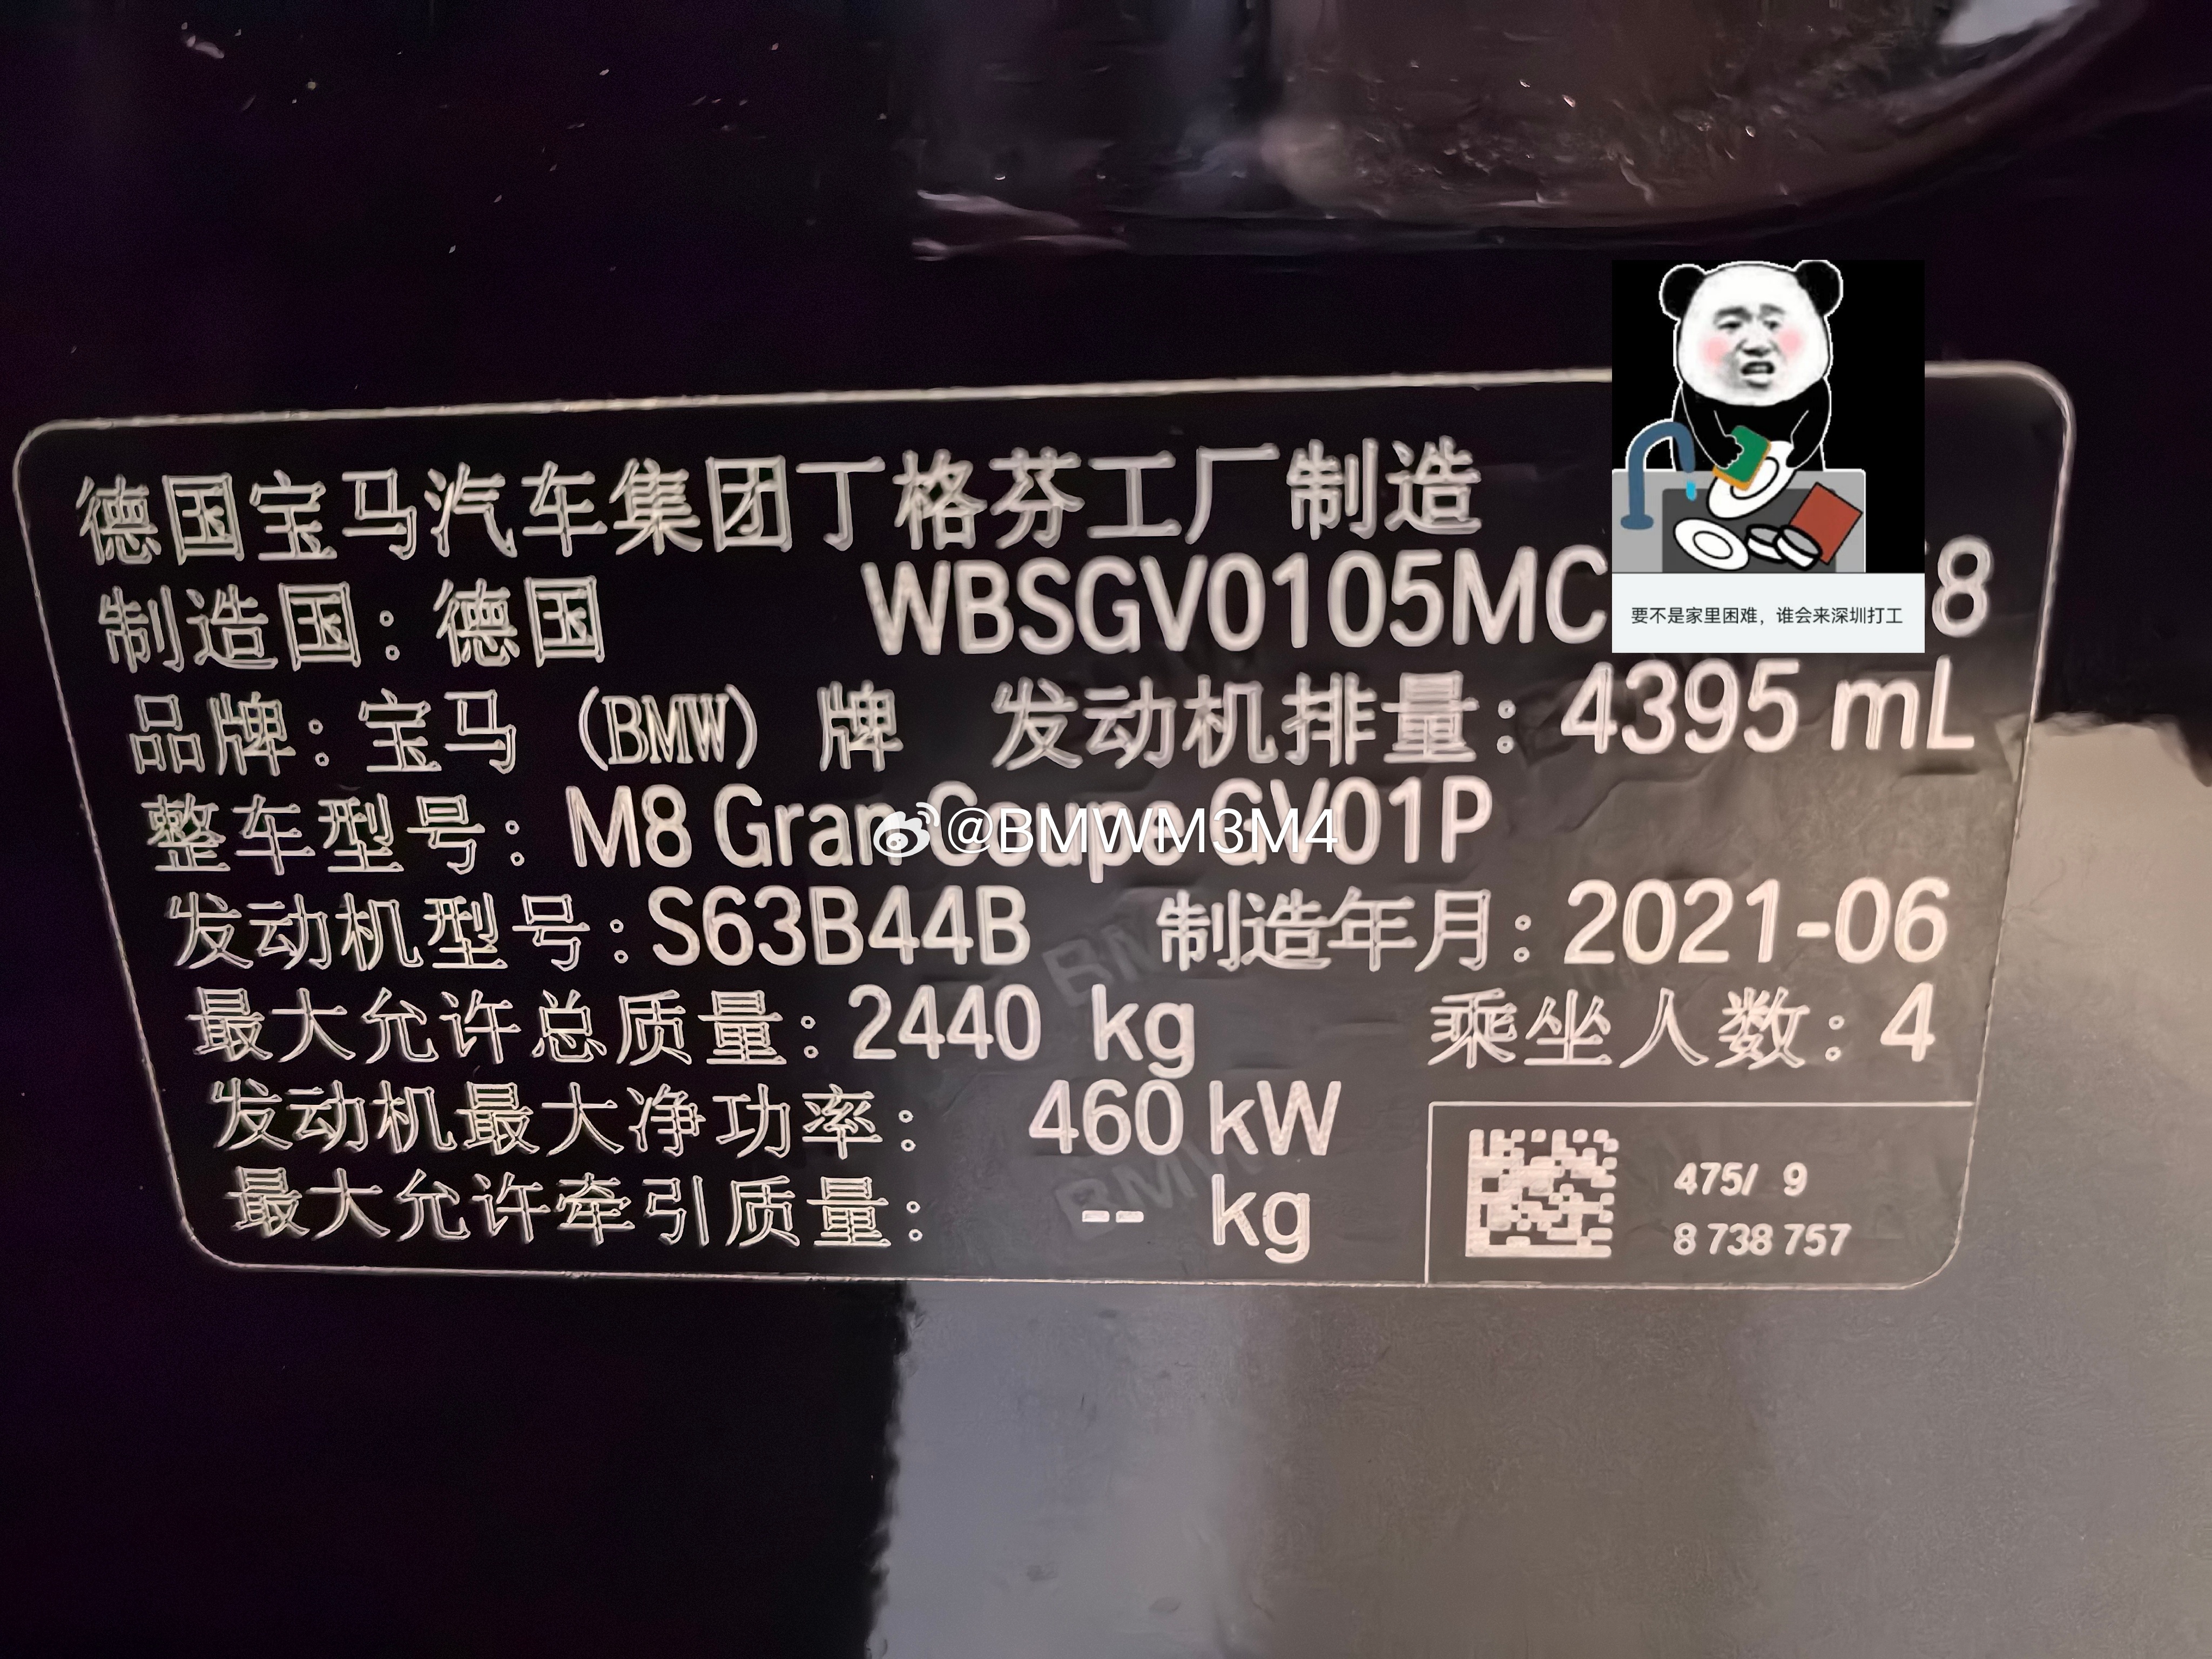 德国宝马汽车集团丁格芬工厂制造
制造国：德国 WBSGV0105MC 8
要不是家里困难，谁会来深圳打工
品牌：宝马（BMW）牌 发动机排量：4395 mL
整车型号：M8 Gran Coupe GV01P
@BMWM3M4
发动机型号：S63B44B 制造年月：2021-06
最大允许总质量：2440 kg 乘坐人数：4
发动机最大净功率： 460 kW
最大允许牵引质量： -- kg
475/ 9
8 738 757
BMW